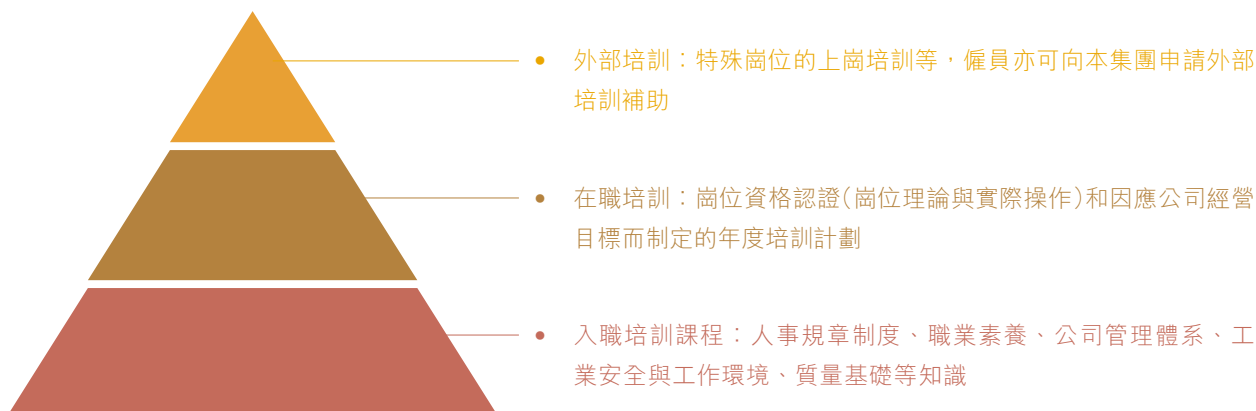 • 外部培訓：特殊崗位的上崗培訓等，僱員亦可向本集團申請外部
培訓補助
• 在職培訓：崗位資格認證(崗位理論與實際操作)和因應公司經營
目標而制定的年度培訓計劃
• 入職培訓課程：人事規章制度、職業素養、公司管理體系、工
業安全與工作環境、質量基礎等知識